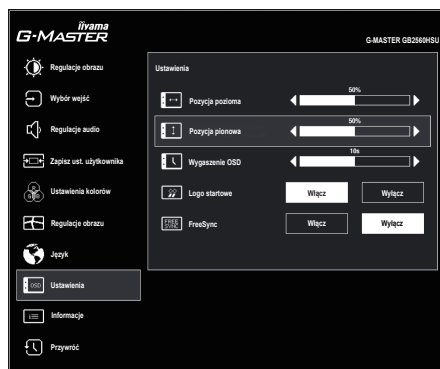 iiyama
G-MASTER
G-MASTER GB2560HSU
Regulacje obrazu
Wybór wejść
Regulacje audio
Zapisz ust. użytkownika
Ustawienia kolorów
Regulacje obrazu
Język
OSD Ustawienia
Informacje
Przywróć
Ustawienia
50%
Pozycja pozioma
50%
Pozycja pionowa
10s
Wygaszenie OSD
Logo startowe Włącz Wyłącz
FREE SYNC FreeSync Włącz Wyłącz